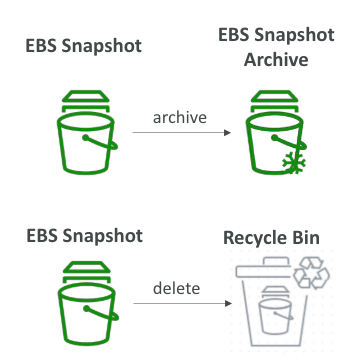 EBS Snapshot
EBS Snapshot
Archive
archive
EBS Snapshot
Recycle Bin
delete